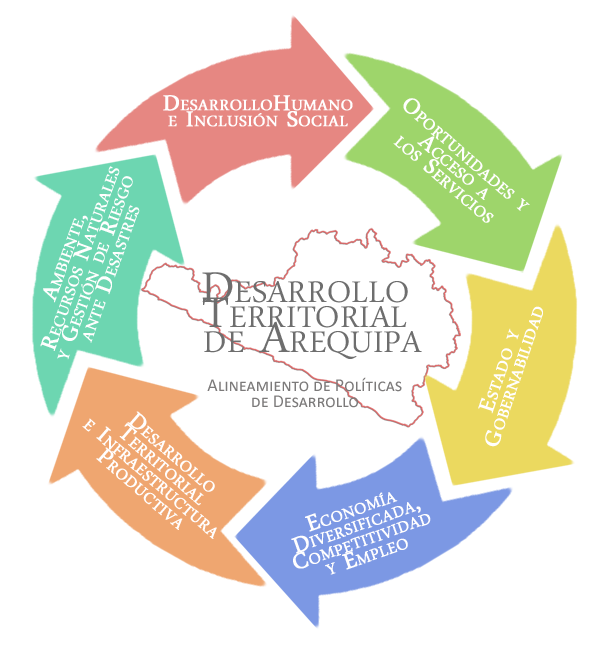 DesarrolloHumano
e Inclusión Social
Oportunidades y
Acceso a
los Servicios
Estado y
Gobernabilidad
Economía
Diversificada,
Competitividad
y Empleo
Desarrollo
Territorial
e Infraestructura
Productiva
Ambiente,
Recursos Naturales
y Gestión de Riesgo
ante Desastres
Desarrollo
Territorial
de Arequipa
Alineamiento de Políticas
de Desarrollo